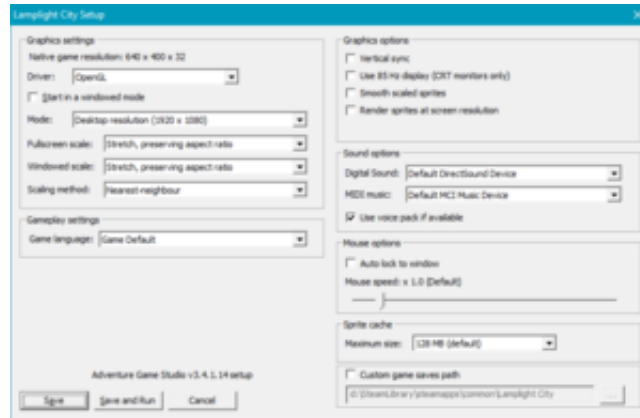 Lamplight City Setup
Graphics settings
Native game resolution: 640 x 400 x 32
Driver: OpenGL
Start in a windowed mode
Mode: Desktop resolution (1920 x 1080)
Fullscreen scale: Stretch, preserving aspect ratio
Windowed scale: Stretch, preserving aspect ratio
Scaling method: Nearest-neighbour
Gameplay settings
Game language: Game Default
Adventure Game Studio v3.4.1.14 setup
Save
Save and Run
Cancel
Graphics options
Vertical sync
Use 85 Hz display (CRT monitors only)
Smooth scaled sprites
Render sprites at screen resolution
Sound options
Digital Sound: Default DirectSound Device
MIDI music: Default MCI Music Device
Use voice pack if available
Mouse options
Auto lock to window
Mouse speed: x 1.0 (Default)
Sprite cache
Maximum size: 128 MB (default)
Custom game saves path
d:\SteamLibrary\steamapps\common\Lamplight City
...